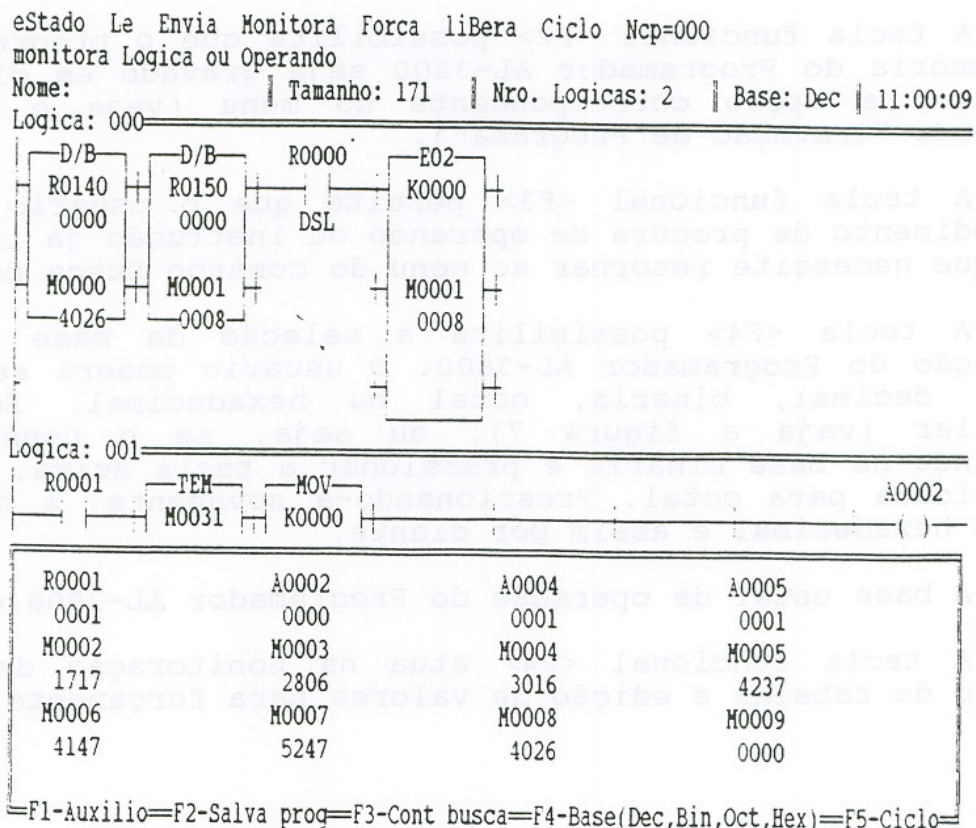 eStado Le Envia Monitora Forca liBera Ciclo Ncp=000
monitora Logica ou Operando
Nome: Tamanho: 171 Nro. Logicas: 2 Base: Dec 11:00:09
Logica: 000
D/B D/B R0000 E02
R0140 R0150 K0000
0000 0000 DSL
M0000 M0001 M0001
4026 0008 0008
Logica: 001
R0001 TEM MOV A0002
M0031 K0000 ( )
R0001 A0002 A0004 A0005
0001 0000 0001 0001
M0002 M0003 M0004 M0005
1717 2806 3016 4237
M0006 M0007 M0008 M0009
4147 5247 4026 0000
F1-Auxilio F2-Salva prog F3-Cont busca F4-Base(Dec,Bin,Oct,Hex) F5-Ciclo